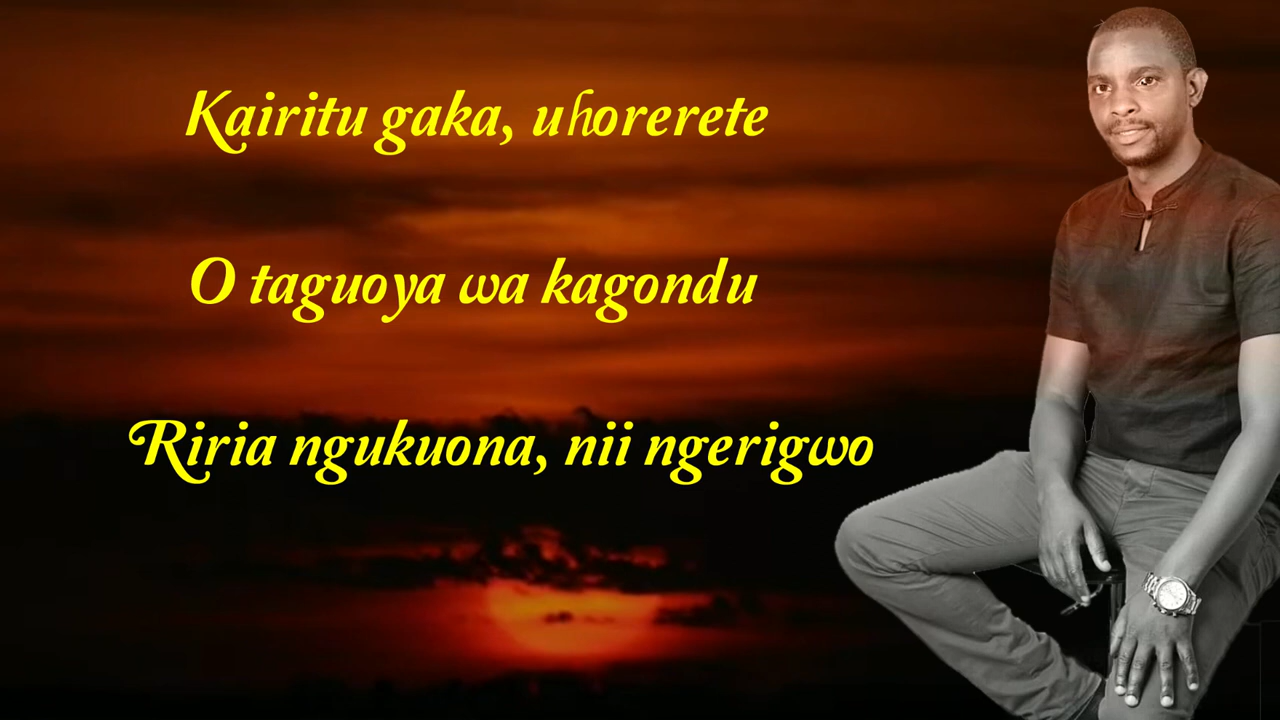 Kairitu gaka, uhorerete
O taguoya wa kagondu
Riria ngukuona, nii ngerigwo